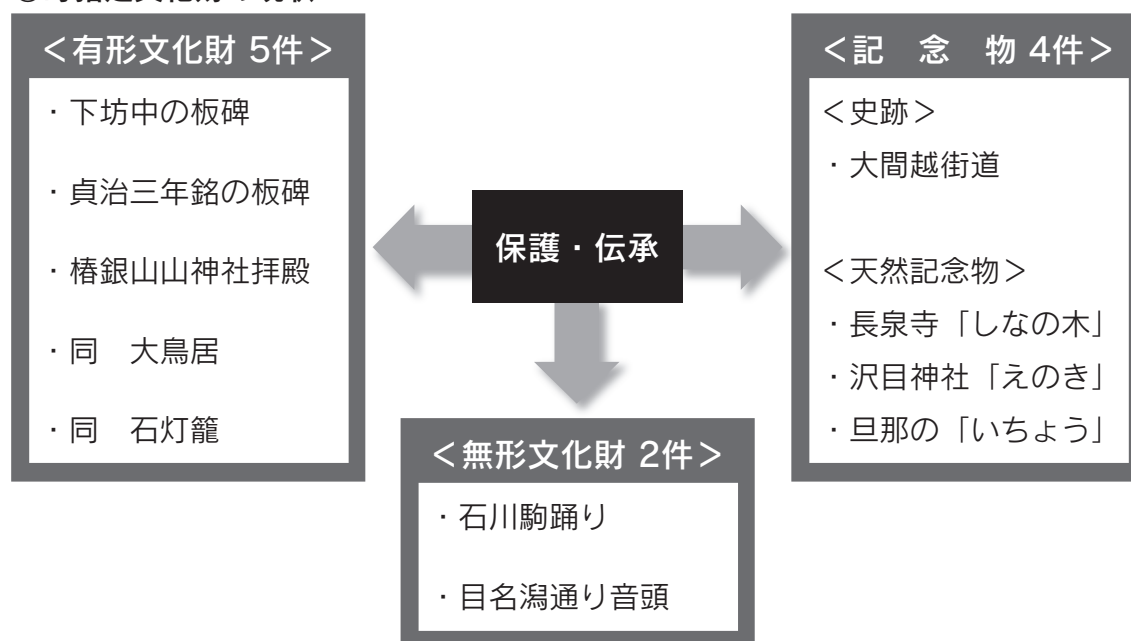 ＜有形文化財 5件＞
・下坊中の板碑
・貞治三年銘の板碑
・椿銀山山神社拝殿
・同　大鳥居
・同　石灯籠
保護・伝承
＜記　念　物 4件＞
＜史跡＞
・大間越街道
＜天然記念物＞
・長泉寺「しなの木」
・沢目神社「えのき」
・旦那の「いちょう」
＜無形文化財 2件＞
・石川駒踊り
・目名潟通り音頭